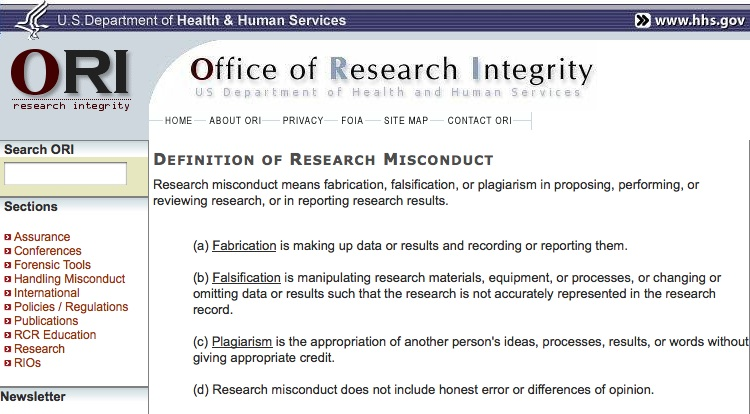 U.S.Department of Health & Human Services
www.hhs.gov
ORI
research integrity
Office of Research Integrity
US Department of Health and Human Services
HOME ABOUT ORI PRIVACY FOIA SITE MAP CONTACT ORI
Search ORI
Sections
Assurance
Conferences
Forensic Tools
Handling Misconduct
International
Policies / Regulations
Publications
RCR Education
Research
RIOs
Newsletter
DEFINITION OF RESEARCH MISCONDUCT
Research misconduct means fabrication, falsification, or plagiarism in proposing, performing, or
reviewing research, or in reporting research results.
(a) Fabrication is making up data or results and recording or reporting them.
(b) Falsification is manipulating research materials, equipment, or processes, or changing or
omitting data or results such that the research is not accurately represented in the research
record.
(c) Plagiarism is the appropriation of another person's ideas, processes, results, or words without
giving appropriate credit.
(d) Research misconduct does not include honest error or differences of opinion.